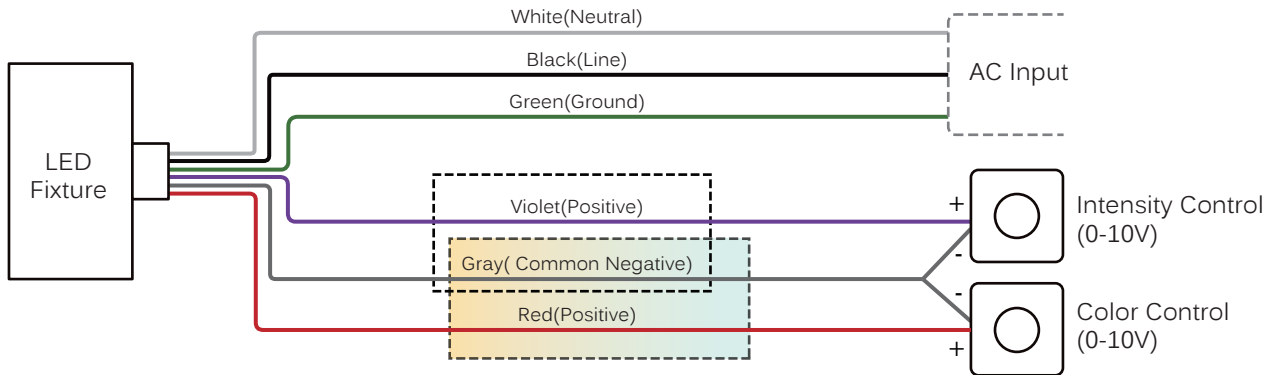 White(Neutral)
Black(Line)
AC Input
Green(Ground)
LED
Fixture
Violet(Positive)
+
Intensity Control
(0-10V)
-
Gray( Common Negative)
-
Red(Positive)
Color Control
(0-10V)
+